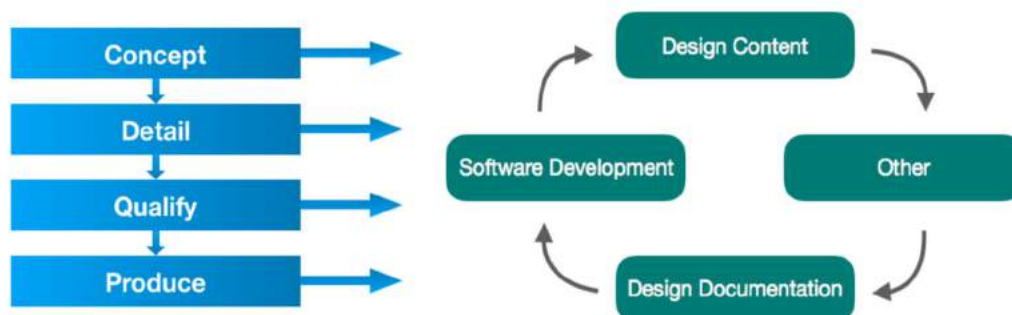 Concept
Detail
Qualify
Produce
Design Content
Software Development
Other
Design Documentation